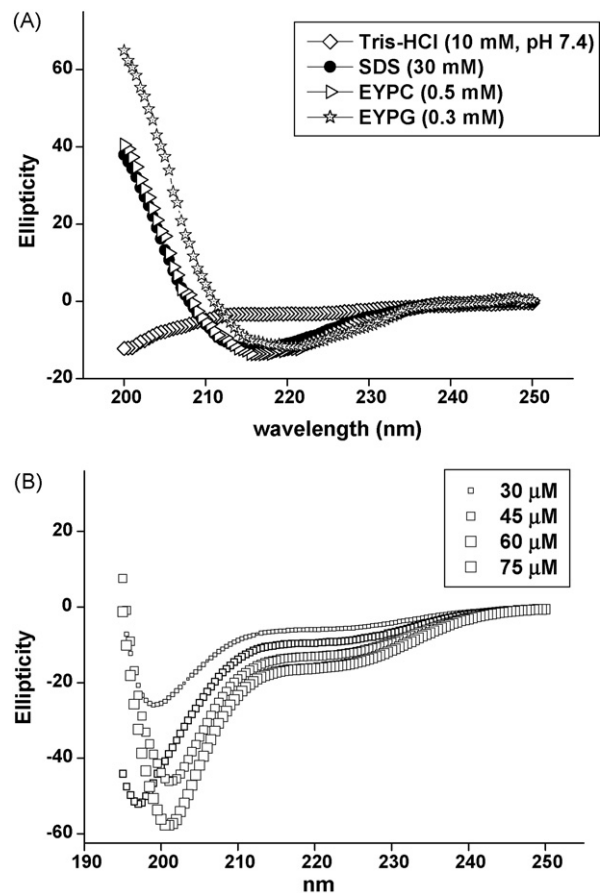 (A)
Tris-HCl (10 mM, pH 7.4)
SDS (30 mM)
EYPC (0.5 mM)
EYPG (0.3 mM)
60
40
20
0
-20
Ellipticity
200 210 220 230 240 250
wavelength (nm)
(B)
30 μM
45 μM
60 μM
75 μM
20
0
-20
-40
-60
Ellipticity
190 200 210 220 230 240 250
nm